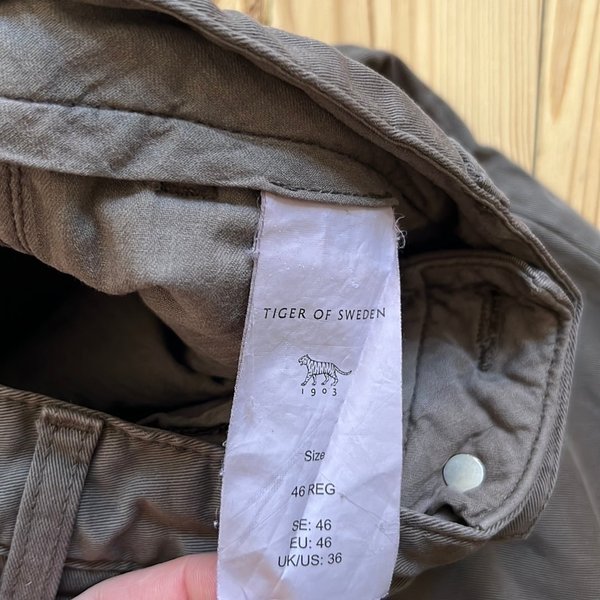 TIGER OF SWEDEN
1903
Size
46 REG
SE: 46
EU: 46
UK/US: 36